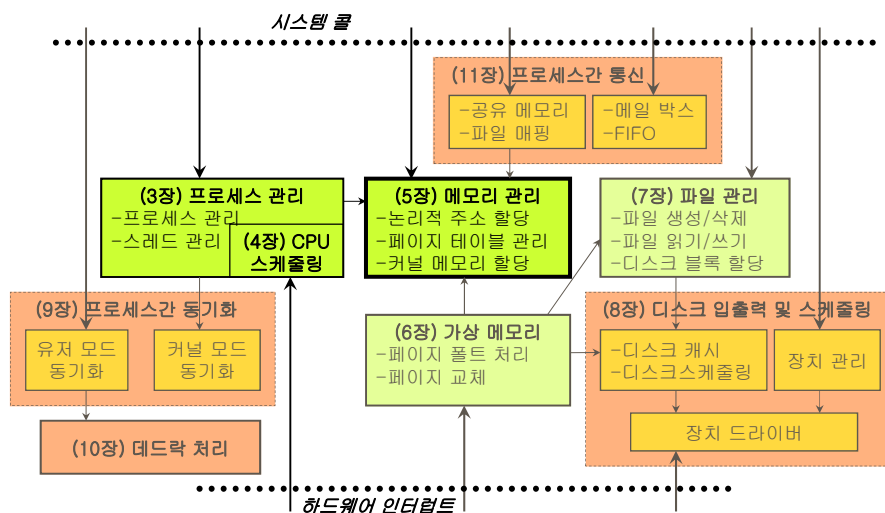 시스템 콜
(11장) 프로세스간 통신
-공유 메모리
-파일 매핑
-메일 박스
-FIFO
(3장) 프로세스 관리
-프로세스 관리
-스레드 관리
(4장) CPU
스케줄링
(5장) 메모리 관리
-논리적 주소 할당
-페이지 테이블 관리
-커널 메모리 할당
(7장) 파일 관리
-파일 생성/삭제
-파일 읽기/쓰기
-디스크 블록 할당
(9장) 프로세스간 동기화
유저 모드
동기화
커널 모드
동기화
(6장) 가상 메모리
-페이지 폴트 처리
-페이지 교체
(8장) 디스크 입출력 및 스케줄링
-디스크 캐시
-디스크스케줄링
장치 관리
장치 드라이버
(10장) 데드락 처리
하드웨어 인터럽트